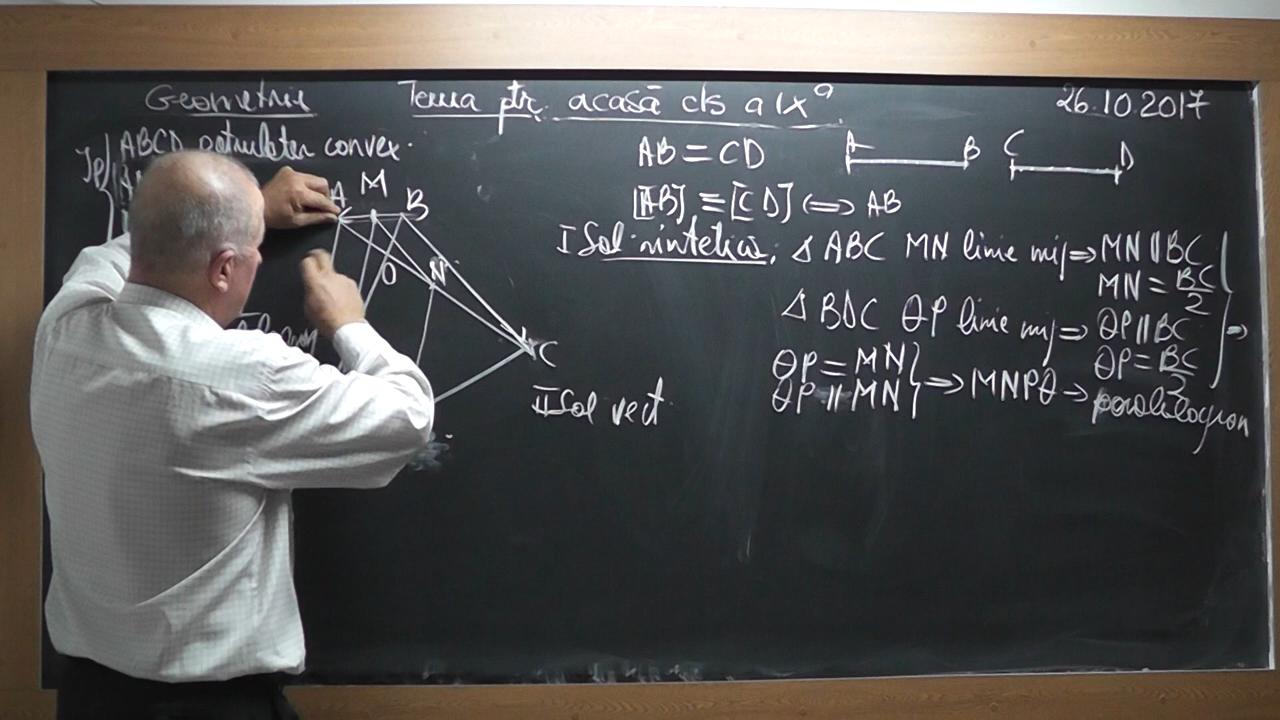 Geometrie Tema ptr. acasă cls a IX a 26.10.2017
Ip ABCD patrulater convex.
AB = CD A B C D
[AB] ≡ [CD] ⟺ AB
A M B
O N
C
I Sol. sintetică: Δ ABC MN linie mij ⇒ MN ∥ BC
MN = BC/2
Δ BDC QP linie mij ⇒ QP ∥ BC
QP = BC/2 ⇒
QP = MN
QP ∥ MN ⇒ MNPQ → paralelogram
II Sol vect